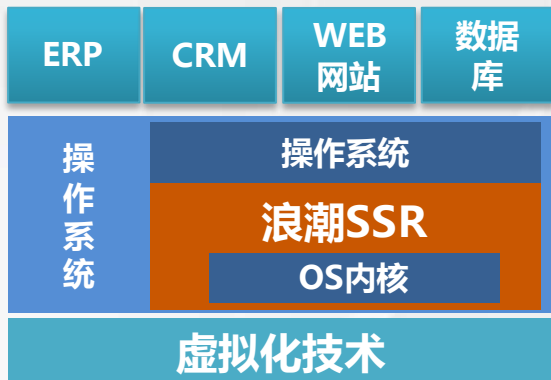 ERP
CRM
WEB
网站
数据
库
操
作
系
统
操作系统
浪潮SSR
OS内核
虚拟化技术